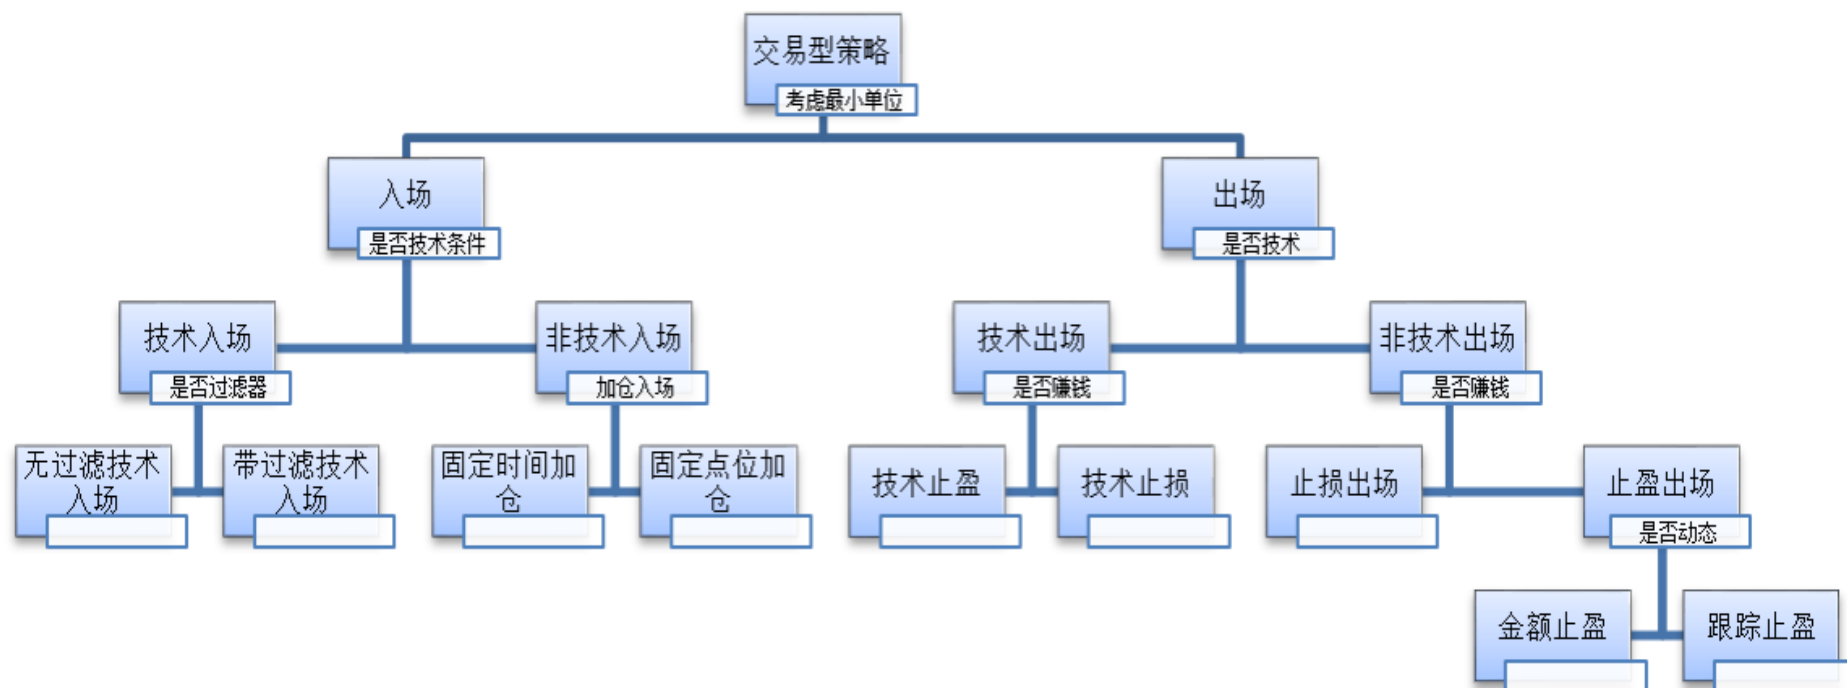 交易型策略
考虑最小单位
入场
是否技术条件
出场
是否技术
技术入场
是否过滤器
非技术入场
加仓入场
技术出场
是否赚钱
非技术出场
是否赚钱
无过滤技术
入场
带过滤技术
入场
固定时间加
仓
固定点位加
仓
技术止盈
技术止损
止损出场
止盈出场
是否动态
金额止盈
跟踪止盈